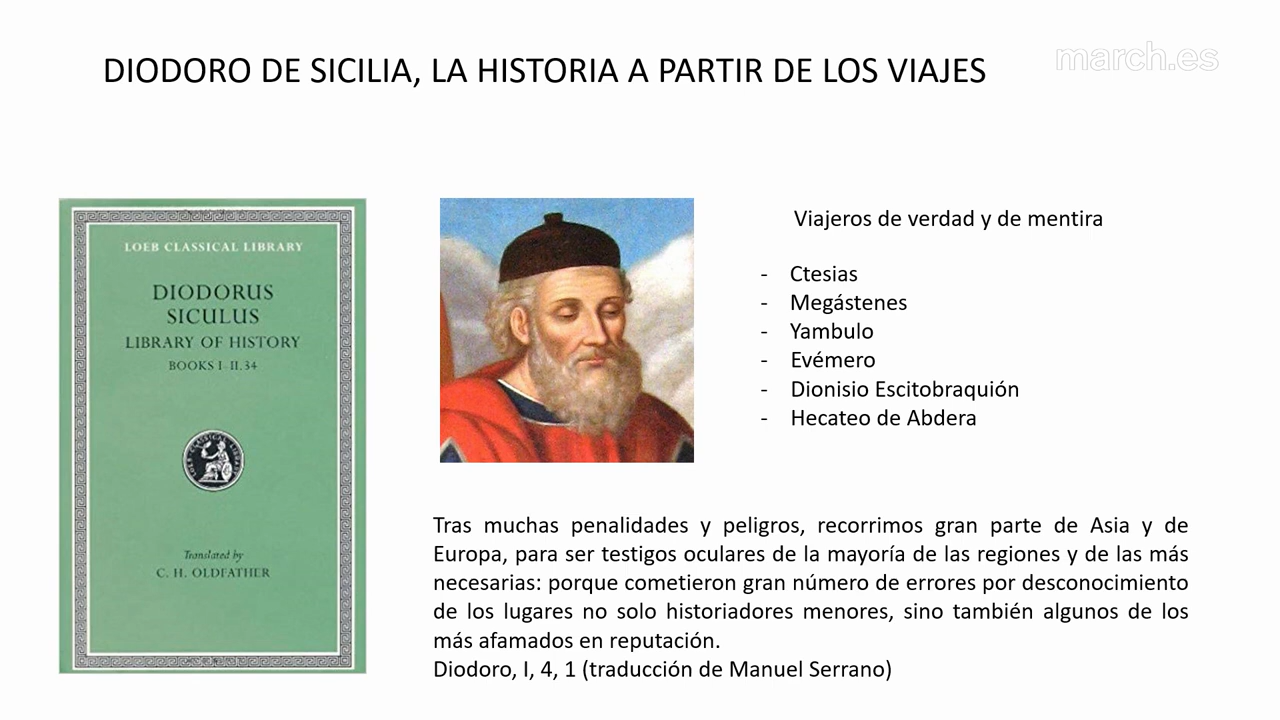 DIODORO DE SICILIA, LA HISTORIA A PARTIR DE LOS VIAJES
march.es
LOEB CLASSICAL LIBRARY
DIODORUS
SICULUS
LIBRARY OF HISTORY
BOOKS I-II.34
Translated by
C. H. OLDFATHER
Viajeros de verdad y de mentira
- Ctesias
- Megástenes
- Yambulo
- Evémero
- Dionisio Escitobraquión
- Hecateo de Abdera
Tras muchas penalidades y peligros, recorrimos gran parte de Asia y de
Europa, para ser testigos oculares de la mayoría de las regiones y de las más
necesarias: porque cometieron gran número de errores por desconocimiento
de los lugares no solo historiadores menores, sino también algunos de los
más afamados en reputación.
Diodoro, I, 4, 1 (traducción de Manuel Serrano)